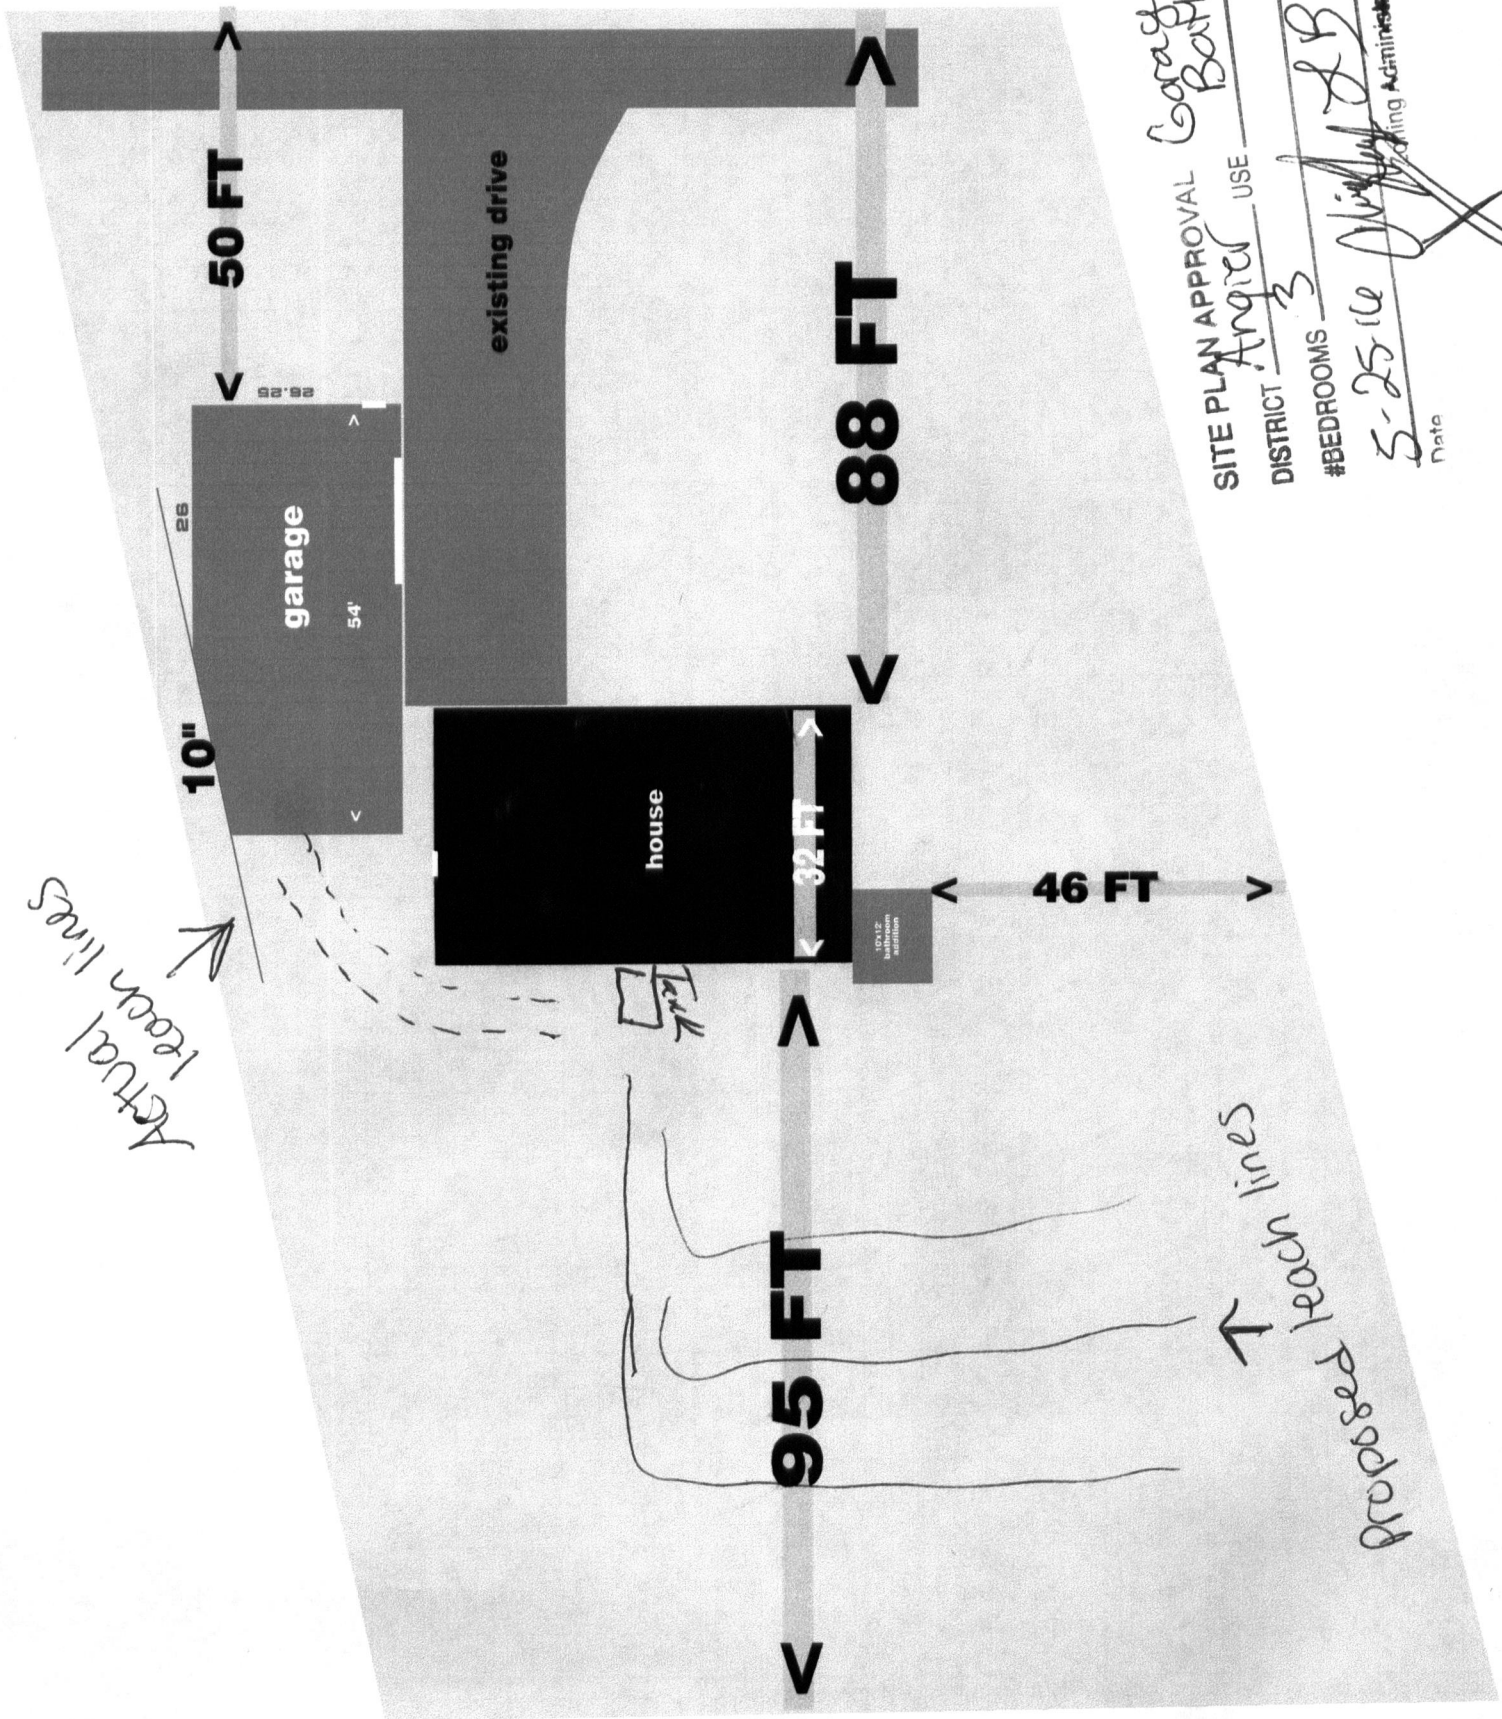 50 FT
existing drive
26.25
26
garage
54'
10"
88 FT
house
32 FT
10'x12'
bathroom
addition
46 FT
Tank
Actual
leach lines
95 FT
proposed leach lines
SITE PLAN APPROVAL
DISTRICT Angier USE Garage
#BEDROOMS 3
5-25-16
Date Zoning